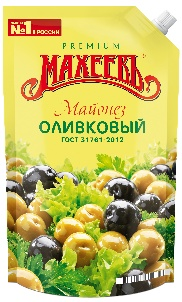 №1
В РОССИИ
PREMIUM
МАХЕЕВЪ
Майонез
ОЛИВКОВЫЙ
ГОСТ 31761-2012